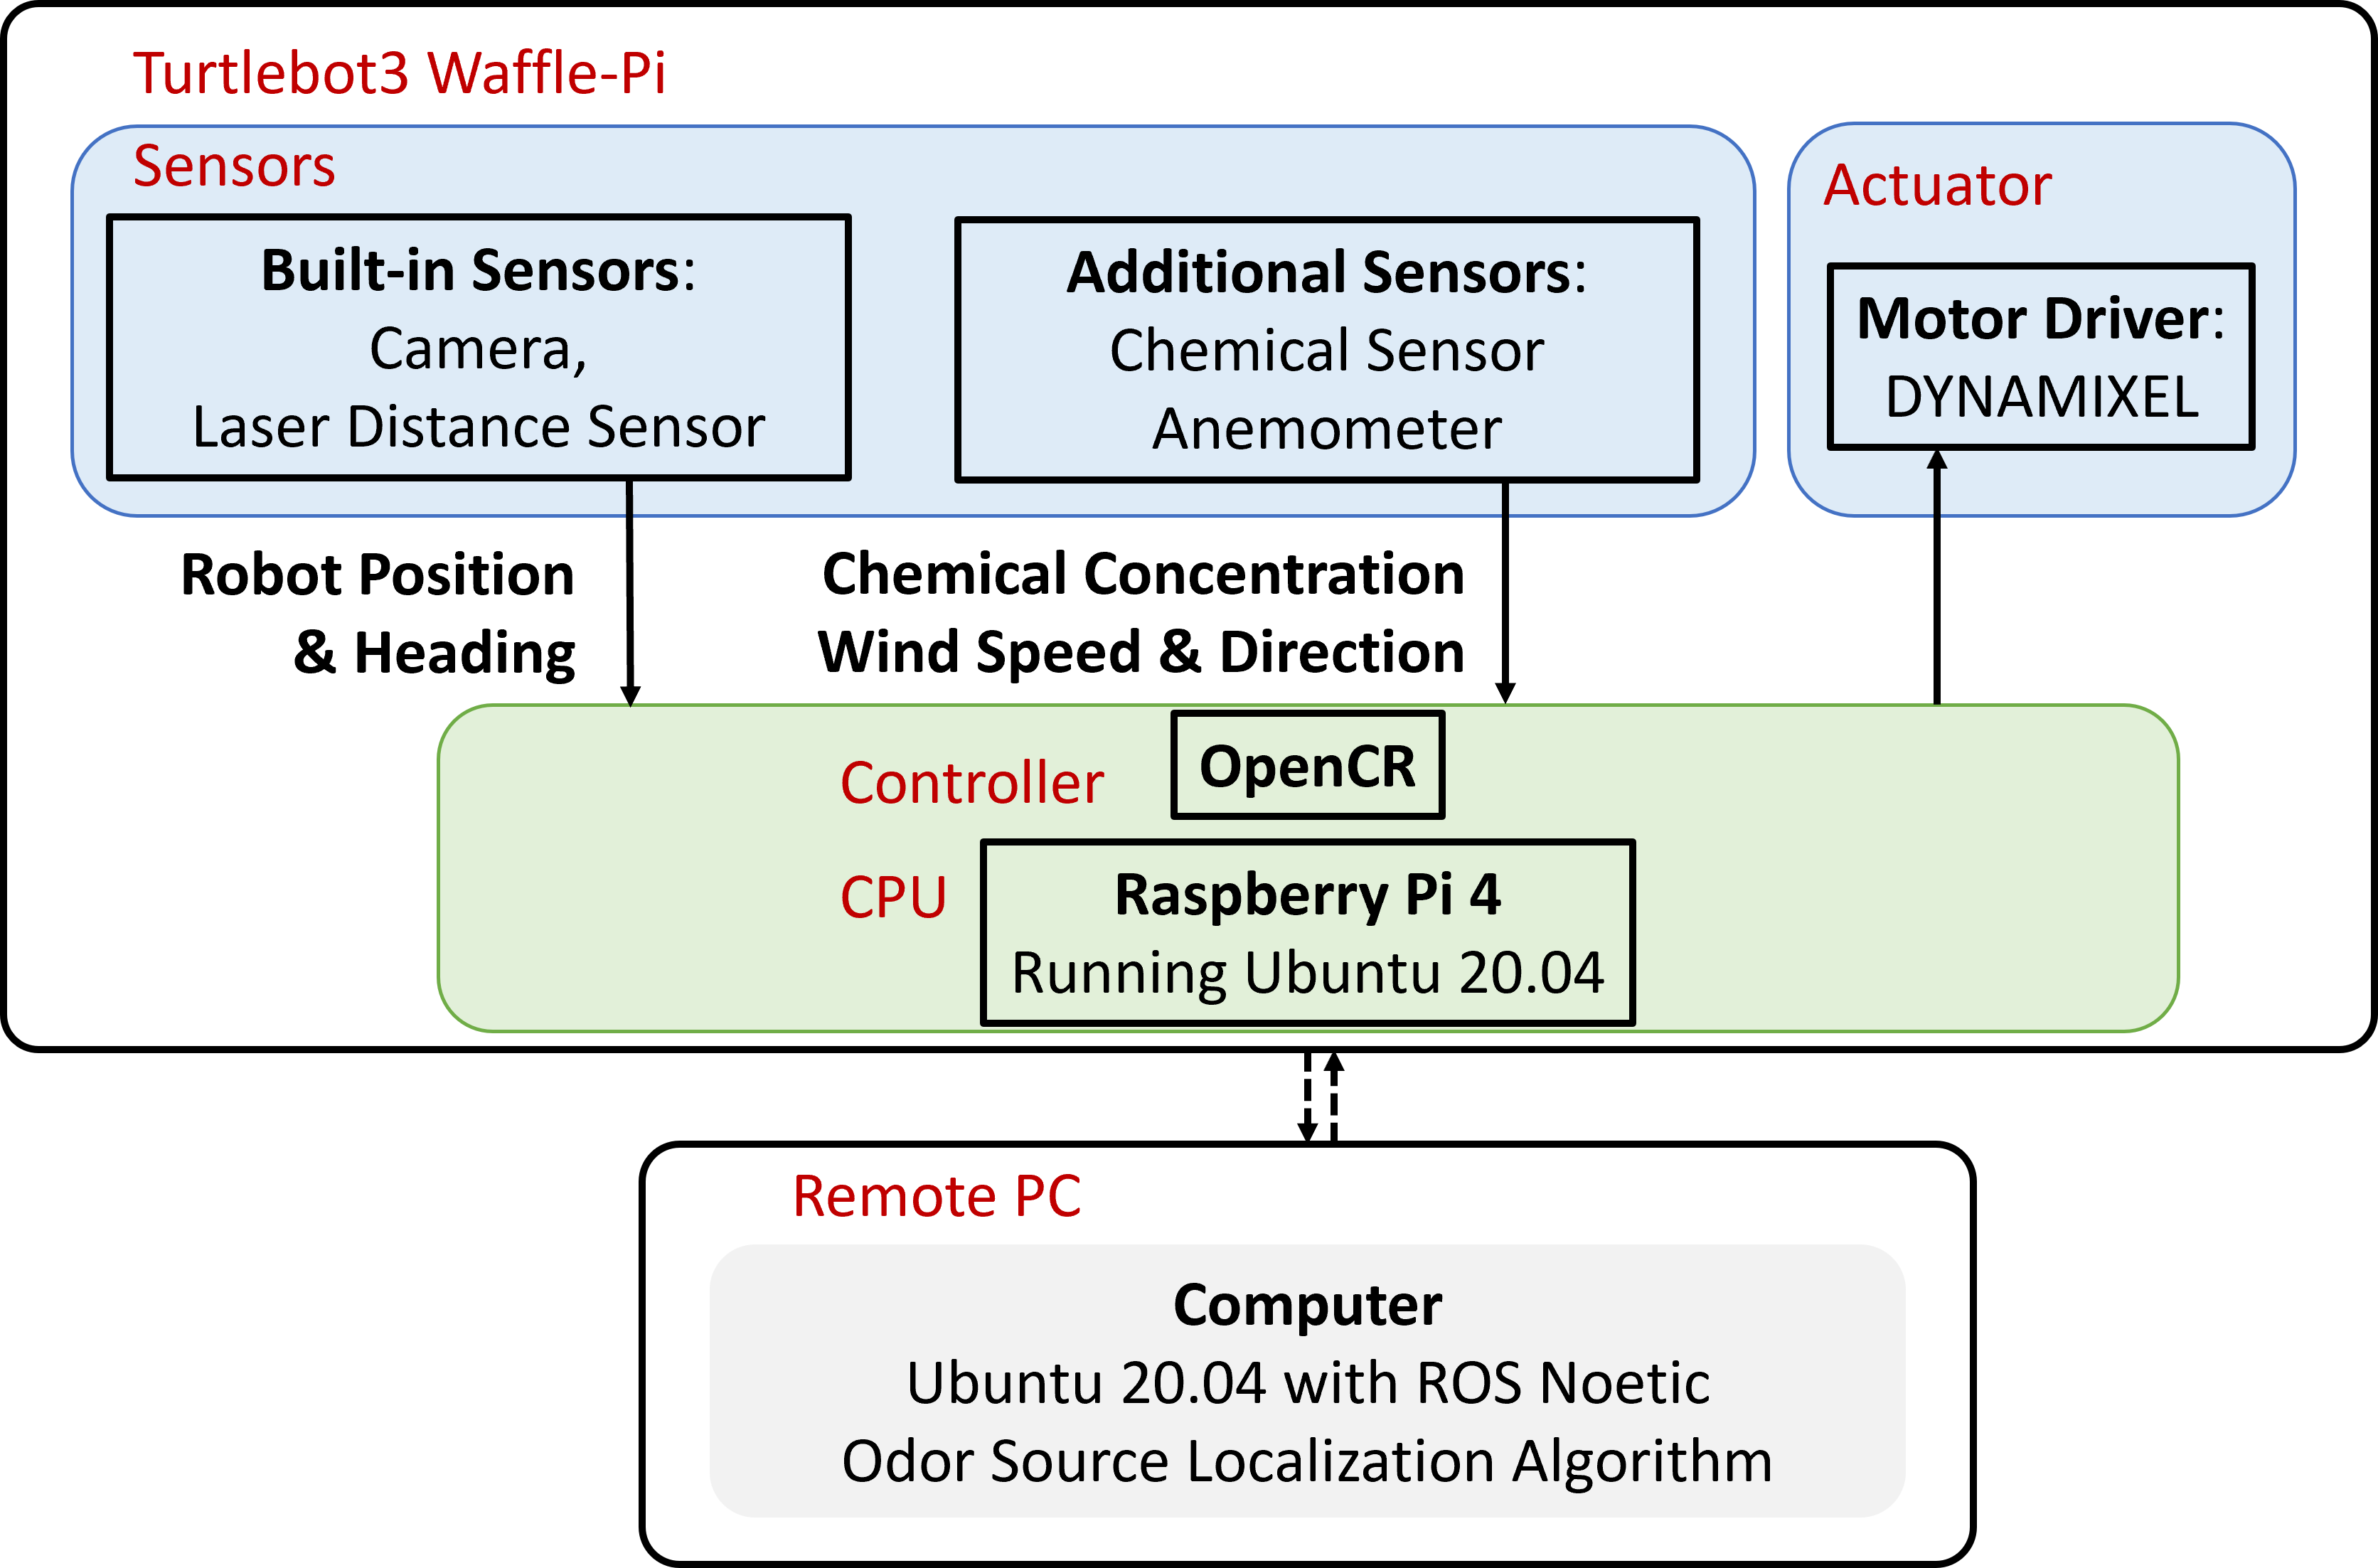 Turtlebot3 Waffle-Pi
Sensors
Built-in Sensors:
Camera,
Laser Distance Sensor
Additional Sensors:
Chemical Sensor
Anemometer
Actuator
Motor Driver:
DYNAMIXEL
Robot Position
& Heading
Chemical Concentration
Wind Speed & Direction
Controller
OpenCR
CPU
Raspberry Pi 4
Running Ubuntu 20.04
Remote PC
Computer
Ubuntu 20.04 with ROS Noetic
Odor Source Localization Algorithm